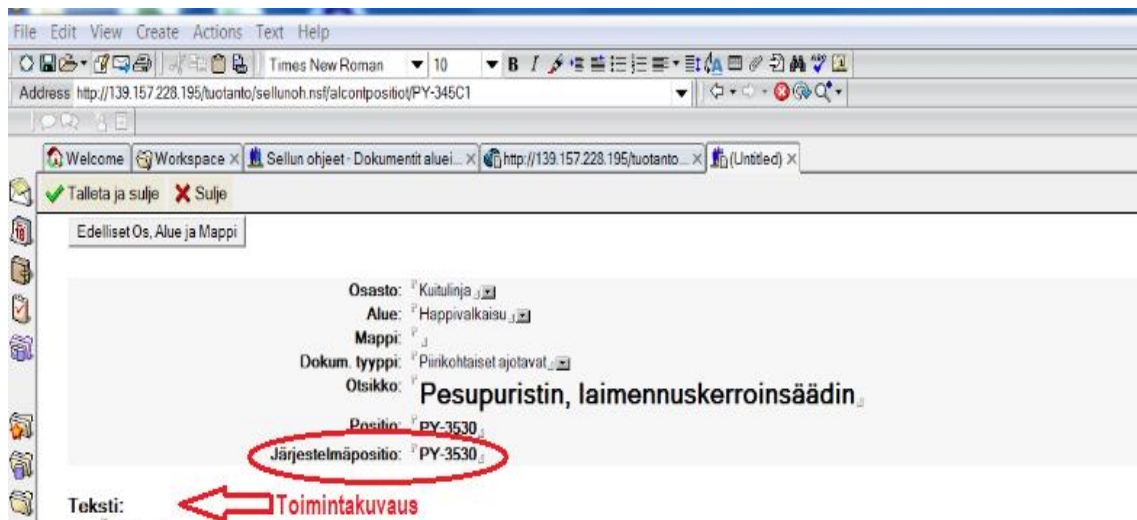 File Edit View Create Actions Text Help
Times New Roman 10 B I
Address http://139.157.228.195/tuotanto/sellunoh.nsf/alcontpositiot/PY-345C1
Welcome Workspace Sellun ohjeet - Dokumentit aluei... http://139.157.228.195/tuotanto... (Untitled)
Talleta ja sulje Sulje
Edelliset Os, Alue ja Mappi
Osasto: Kuitulinja
Alue: Happivalkaisu
Mappi:
Dokum. tyyppi: Piirikohtaiset ajotavat
Otsikko: Pesupuristin, laimennuskerroinsäädin
Positio: PY-3530
Järjestelmäpositio: PY-3530
Teksti: Toimintakuvaus